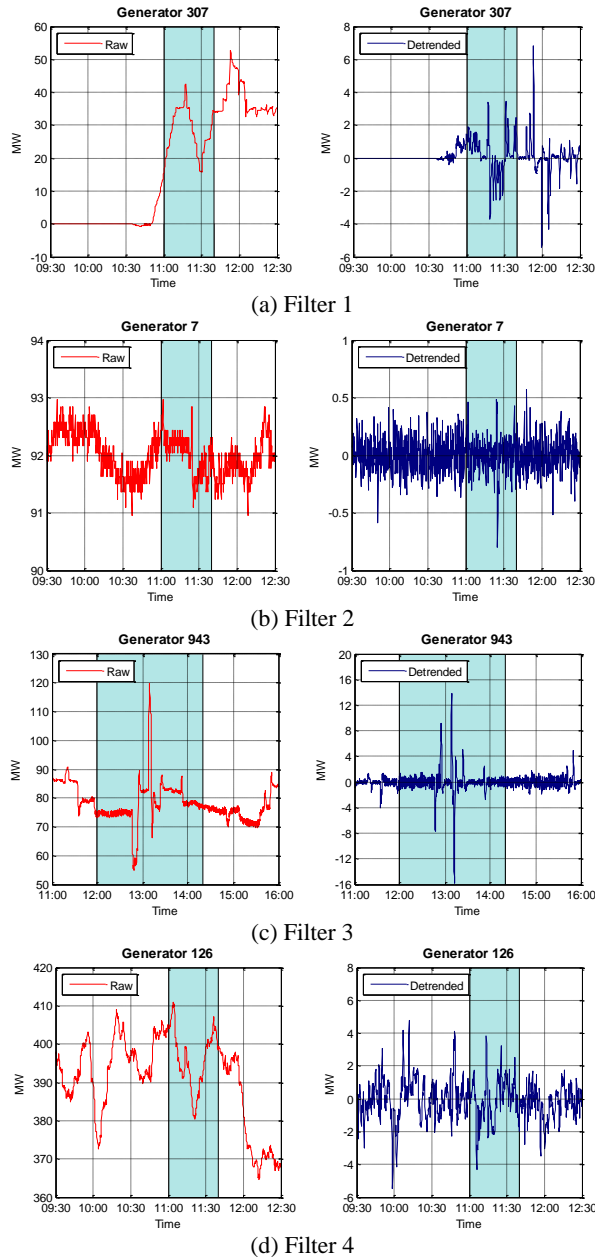 Generator 307
Generator 307
60
50
40
30
20
10
0
-10
MW
Raw
09:30 10:00 10:30 11:00 11:30 12:00 12:30
Time
8
6
4
2
0
-2
-4
-6
MW
Detrended
09:30 10:00 10:30 11:00 11:30 12:00 12:30
Time
(a) Filter 1
Generator 7
Generator 7
94
93
92
91
90
MW
Raw
09:30 10:00 10:30 11:00 11:30 12:00 12:30
Time
1
0.5
0
-0.5
-1
MW
Detrended
09:30 10:00 10:30 11:00 11:30 12:00 12:30
Time
(b) Filter 2
Generator 943
Generator 943
130
120
110
100
90
80
70
60
50
MW
Raw
11:00 12:00 13:00 14:00 15:00 16:00
Time
20
16
12
8
4
0
-4
-8
-12
-16
MW
Detrended
11:00 12:00 13:00 14:00 15:00 16:00
Time
(c) Filter 3
Generator 126
Generator 126
420
410
400
390
380
370
360
MW
Raw
09:30 10:00 10:30 11:00 11:30 12:00 12:30
Time
8
6
4
2
0
-2
-4
-6
MW
Detrended
09:30 10:00 10:30 11:00 11:30 12:00 12:30
Time
(d) Filter 4